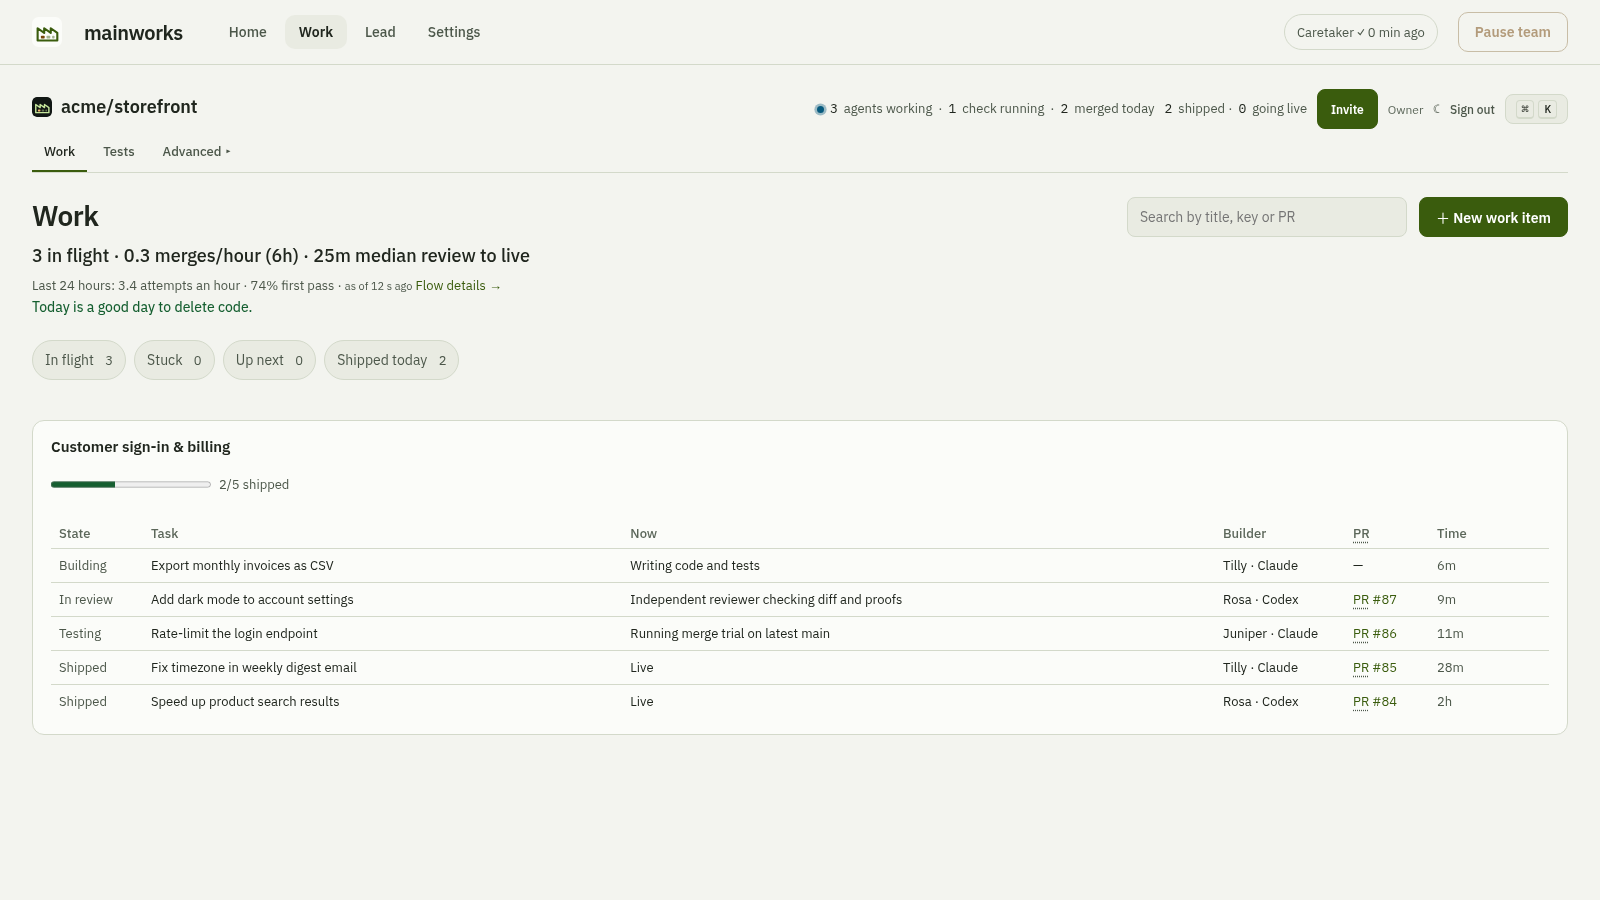 mainworks
Home
Work
Lead
Settings
Caretaker ✓ 0 min ago
Pause team
acme/storefront
3 agents working · 1 check running · 2 merged today 2 shipped · 0 going live
Invite
Owner
☾
Sign out
⌘ K
Work
Tests
Advanced ▸
Work
Search by title, key or PR
+ New work item
3 in flight · 0.3 merges/hour (6h) · 25m median review to live
Last 24 hours: 3.4 attempts an hour · 74% first pass · as of 12 s ago Flow details →
Today is a good day to delete code.
In flight 3
Stuck 0
Up next 0
Shipped today 2
Customer sign-in & billing
2/5 shipped
State Task Now Builder PR Time
Building Export monthly invoices as CSV Writing code and tests Tilly · Claude — 6m
In review Add dark mode to account settings Independent reviewer checking diff and proofs Rosa · Codex PR #87 9m
Testing Rate-limit the login endpoint Running merge trial on latest main Juniper · Claude PR #86 11m
Shipped Fix timezone in weekly digest email Live Tilly · Claude PR #85 28m
Shipped Speed up product search results Live Rosa · Codex PR #84 2h